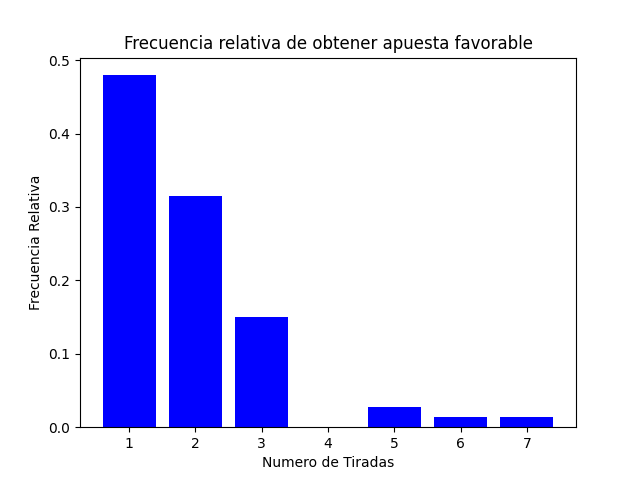 Frecuencia relativa de obtener apuesta favorable
0.5
0.4
0.3
0.2
0.1
0.0
Frecuencia Relativa
1 2 3 4 5 6 7
Numero de Tiradas